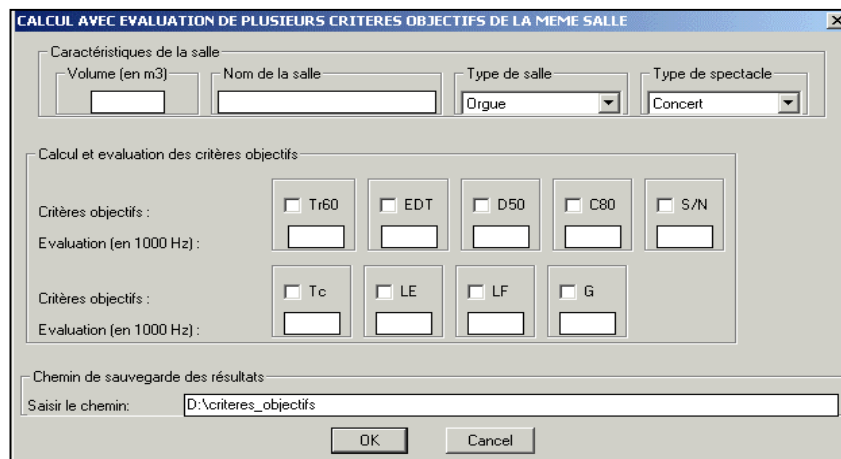 CALCUL AVEC EVALUATION DE PLUSIEURS CRITERES OBJECTIFS DE LA MEME SALLE
Caractéristiques de la salle
Volume (en m3) Nom de la salle Type de salle Type de spectacle
Orgue Concert
Calcul et evaluation des critères objectifs
Critères objectifs : Tr60 EDT D50 C80 S/N
Evaluation (en 1000 Hz) :
Critères objectifs : Tc LE LF G
Evaluation (en 1000 Hz) :
Chemin de sauvegarde des résultats
Saisir le chemin: D:\criteres_objectifs
OK Cancel